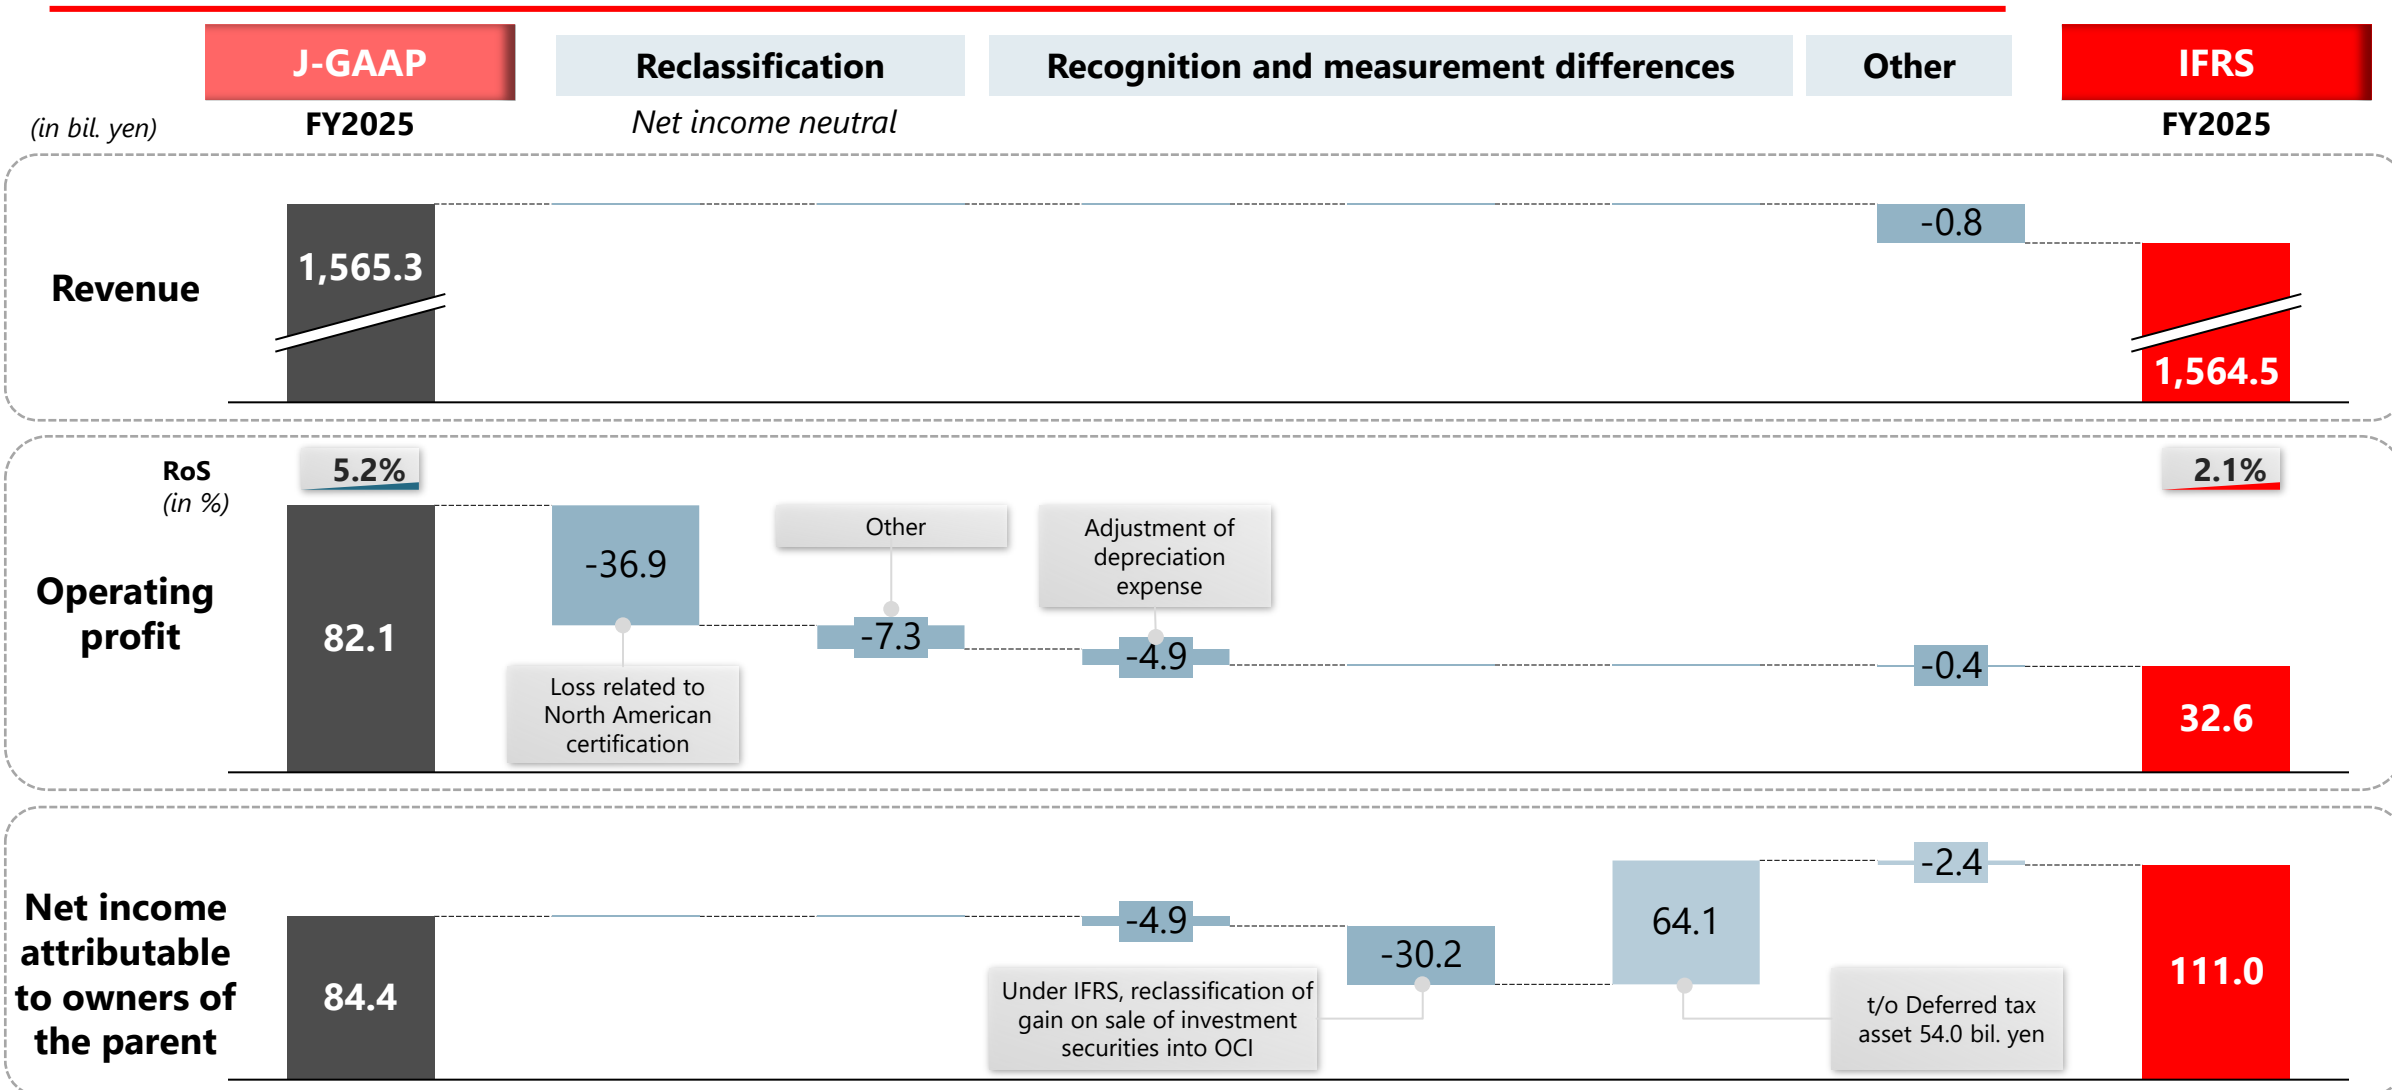 J-GAAP
Reclassification
Recognition and measurement differences
Other
IFRS
(in bil. yen)
FY2025
Net income neutral
FY2025
Revenue
1,565.3
-0.8
1,564.5
RoS
(in %)
5.2%
2.1%
Operating
profit
82.1
-36.9
Loss related to
North American
certification
Other
-7.3
Adjustment of
depreciation
expense
-4.9
-0.4
32.6
Net income
attributable
to owners of
the parent
84.4
-4.9
-30.2
Under IFRS, reclassification of
gain on sale of investment
securities into OCI
64.1
t/o Deferred tax
asset 54.0 bil. yen
-2.4
111.0